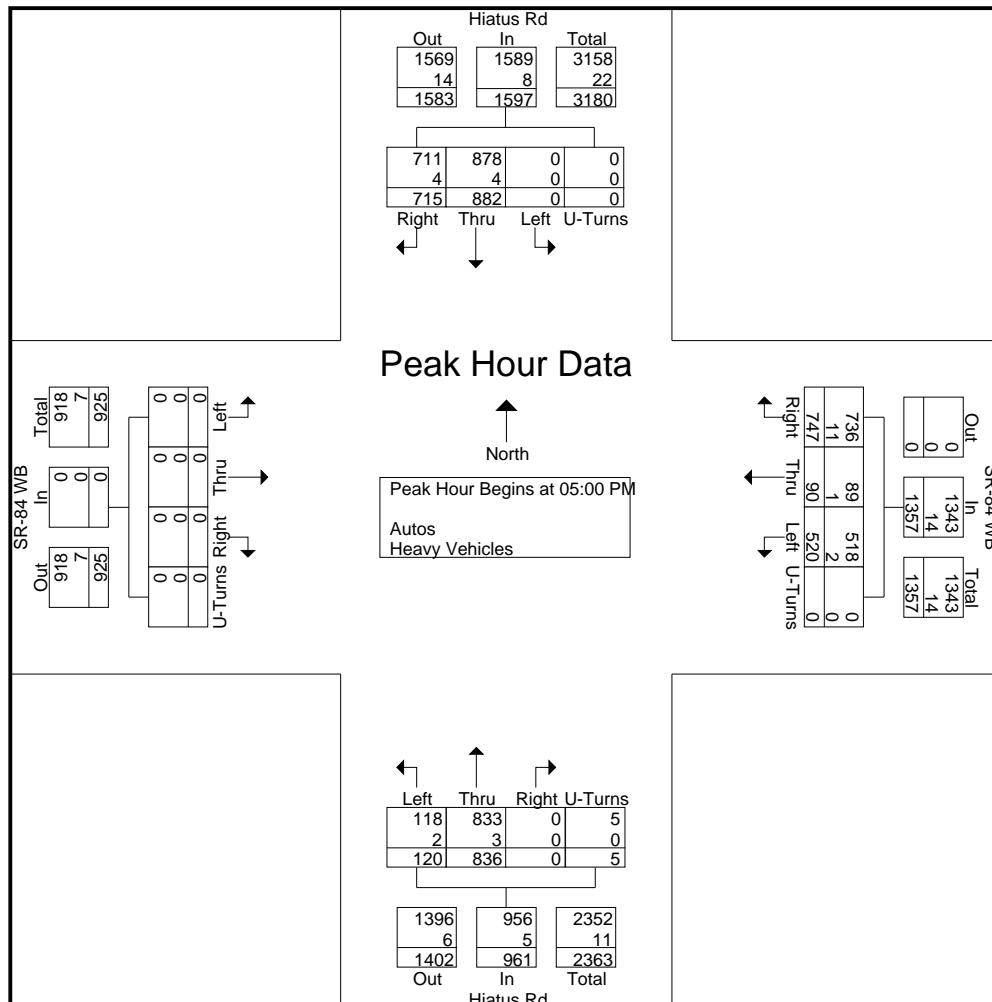 Hiatus Rd
Out In Total
1569 1589 3158
14 8 22
1583 1597 3180
711 878 0 0
4 4 0 0
715 882 0 0
Right Thru Left U-Turns
Peak Hour Data
North
Peak Hour Begins at 05:00 PM
Autos
Heavy Vehicles
SR-84 WB
Out In Total
918 0 918
7 0 7
925 0 925
0 0 0 0
0 0 0 0
0 0 0 0
U-Turns Right Thru Left
SR-84 WB
Out In Total
0 1343 1343
0 14 14
0 1357 1357
736 89 518 0
11 1 2 0
747 90 520 0
Right Thru Left U-Turns
Left Thru Right U-Turns
118 833 0 5
2 3 0 0
120 836 0 5
1396 956 2352
6 5 11
1402 961 2363
Out In Total
Hiatus Rd